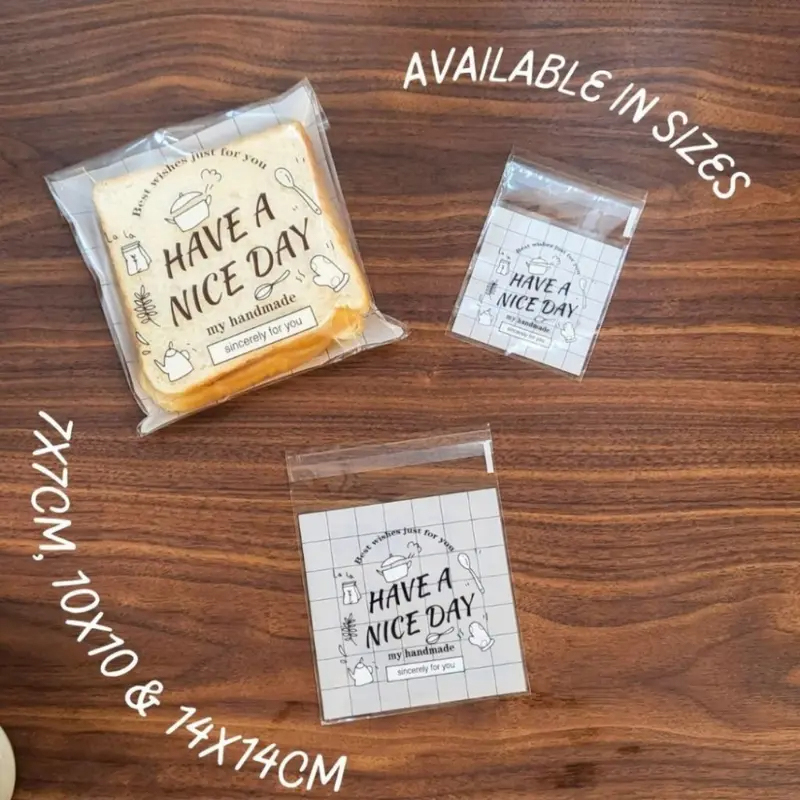 AVAILABLE IN SIZES
Best wishes just for you
HAVE A
NICE DAY
my handmade
sincerely for you
Best wishes just for you
HAVE A
NICE DAY
my handmade
sincerely for you
7X7CM, 10X10 & 14X14CM
Best wishes just for you
HAVE A
NICE DAY
my handmade
sincerely for you